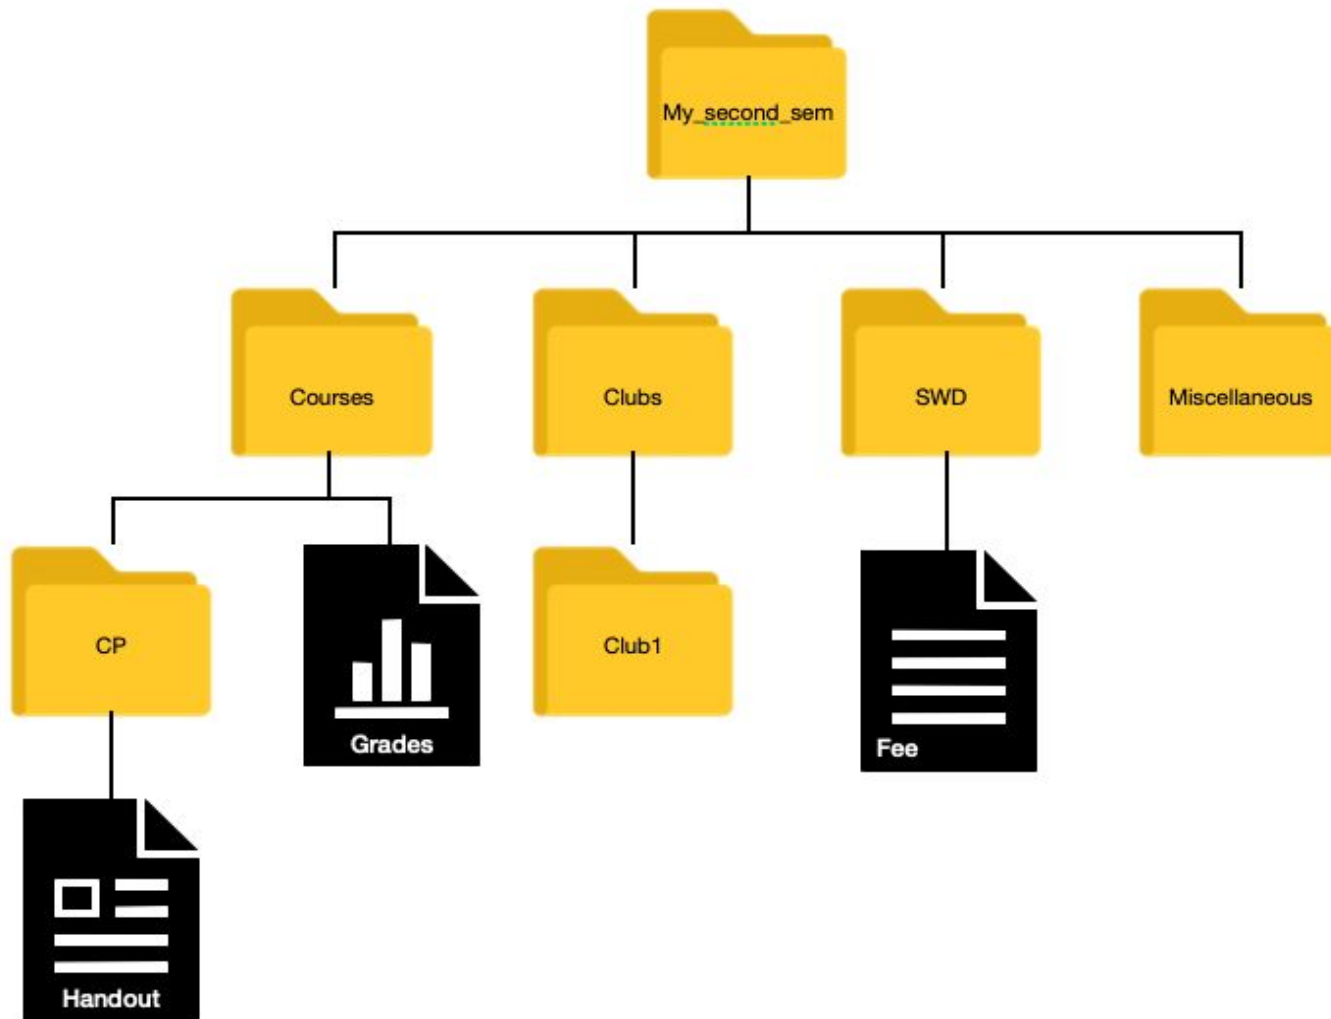 My_second_sem
Courses
Clubs
SWD
Miscellaneous
CP
Grades
Club1
Fee
Handout